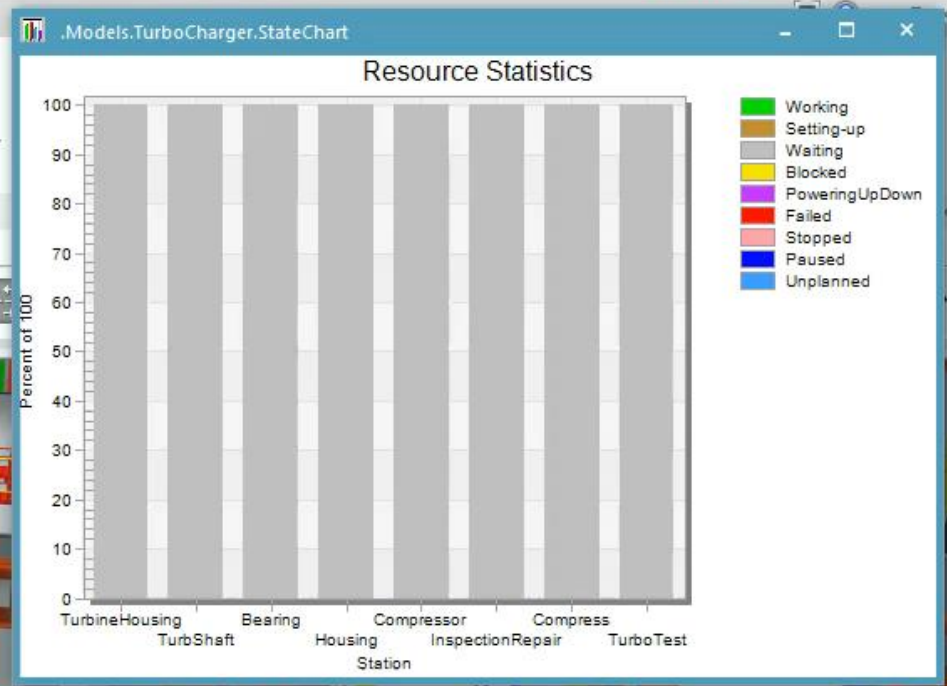 .Models.TurboCharger.StateChart
Resource Statistics
100
90
80
70
60
50
40
30
20
10
0
Percent of 100
TurbineHousing
Bearing
Compressor
Compress
TurbShaft
Housing
InspectionRepair
TurboTest
Station
Working
Setting-up
Waiting
Blocked
PoweringUpDown
Failed
Stopped
Paused
Unplanned